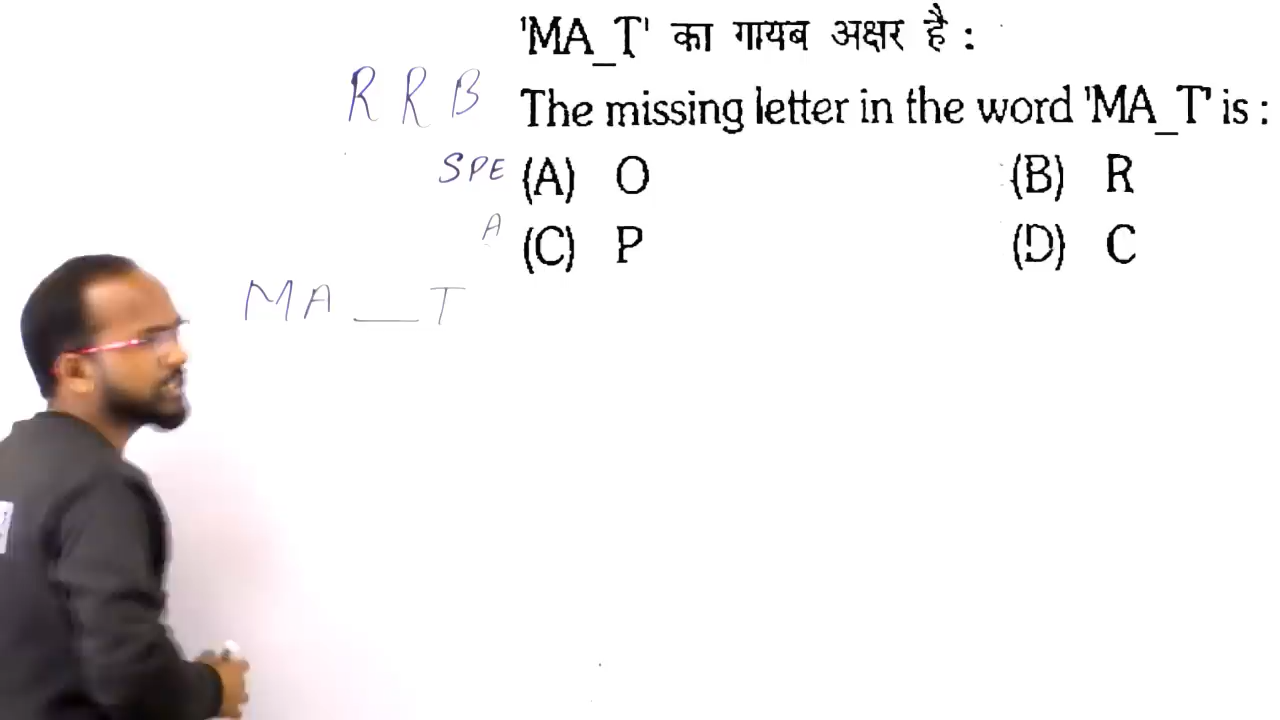 'MA_T' का गायब अक्षर है :
R R B
The missing letter in the word 'MA_T' is :
SPE
(A) O
(B) R
A
(C) P
(D) C
MA __ T